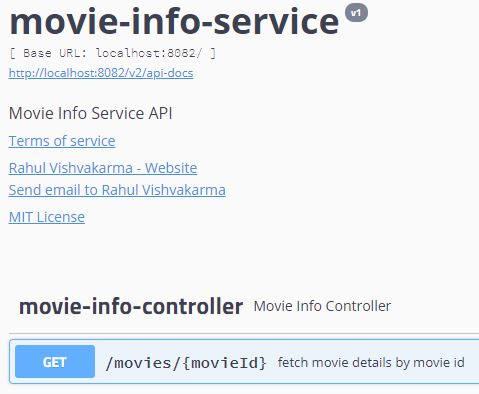 movie-info-service v1
[ Base URL: localhost:8082/ ]
http://localhost:8082/v2/api-docs
Movie Info Service API
Terms of service
Rahul Vishvakarma - Website
Send email to Rahul Vishvakarma
MIT License
movie-info-controller Movie Info Controller
GET /movies/{movieId} fetch movie details by movie id